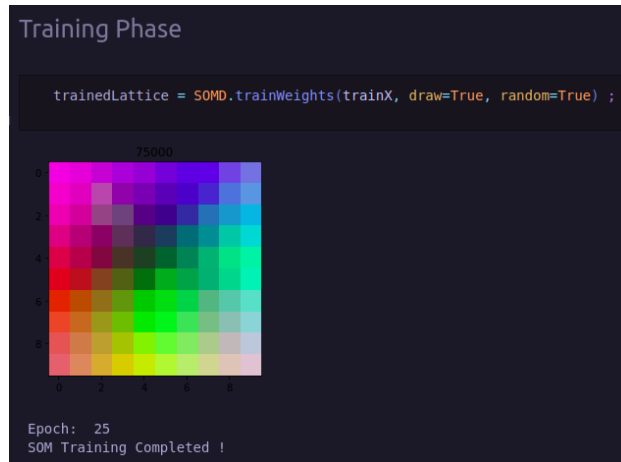 Training Phase
trainedLattice = SOMD.trainWeights(trainX, draw=True, random=True) ;
75000
0
2
4
6
8
0 2 4 6 8
Epoch:  25
SOM Training Completed !